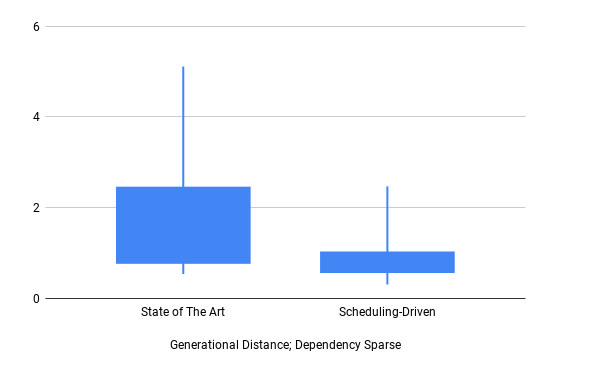 6
4
2
0
State of The Art Scheduling-Driven
Generational Distance; Dependency Sparse